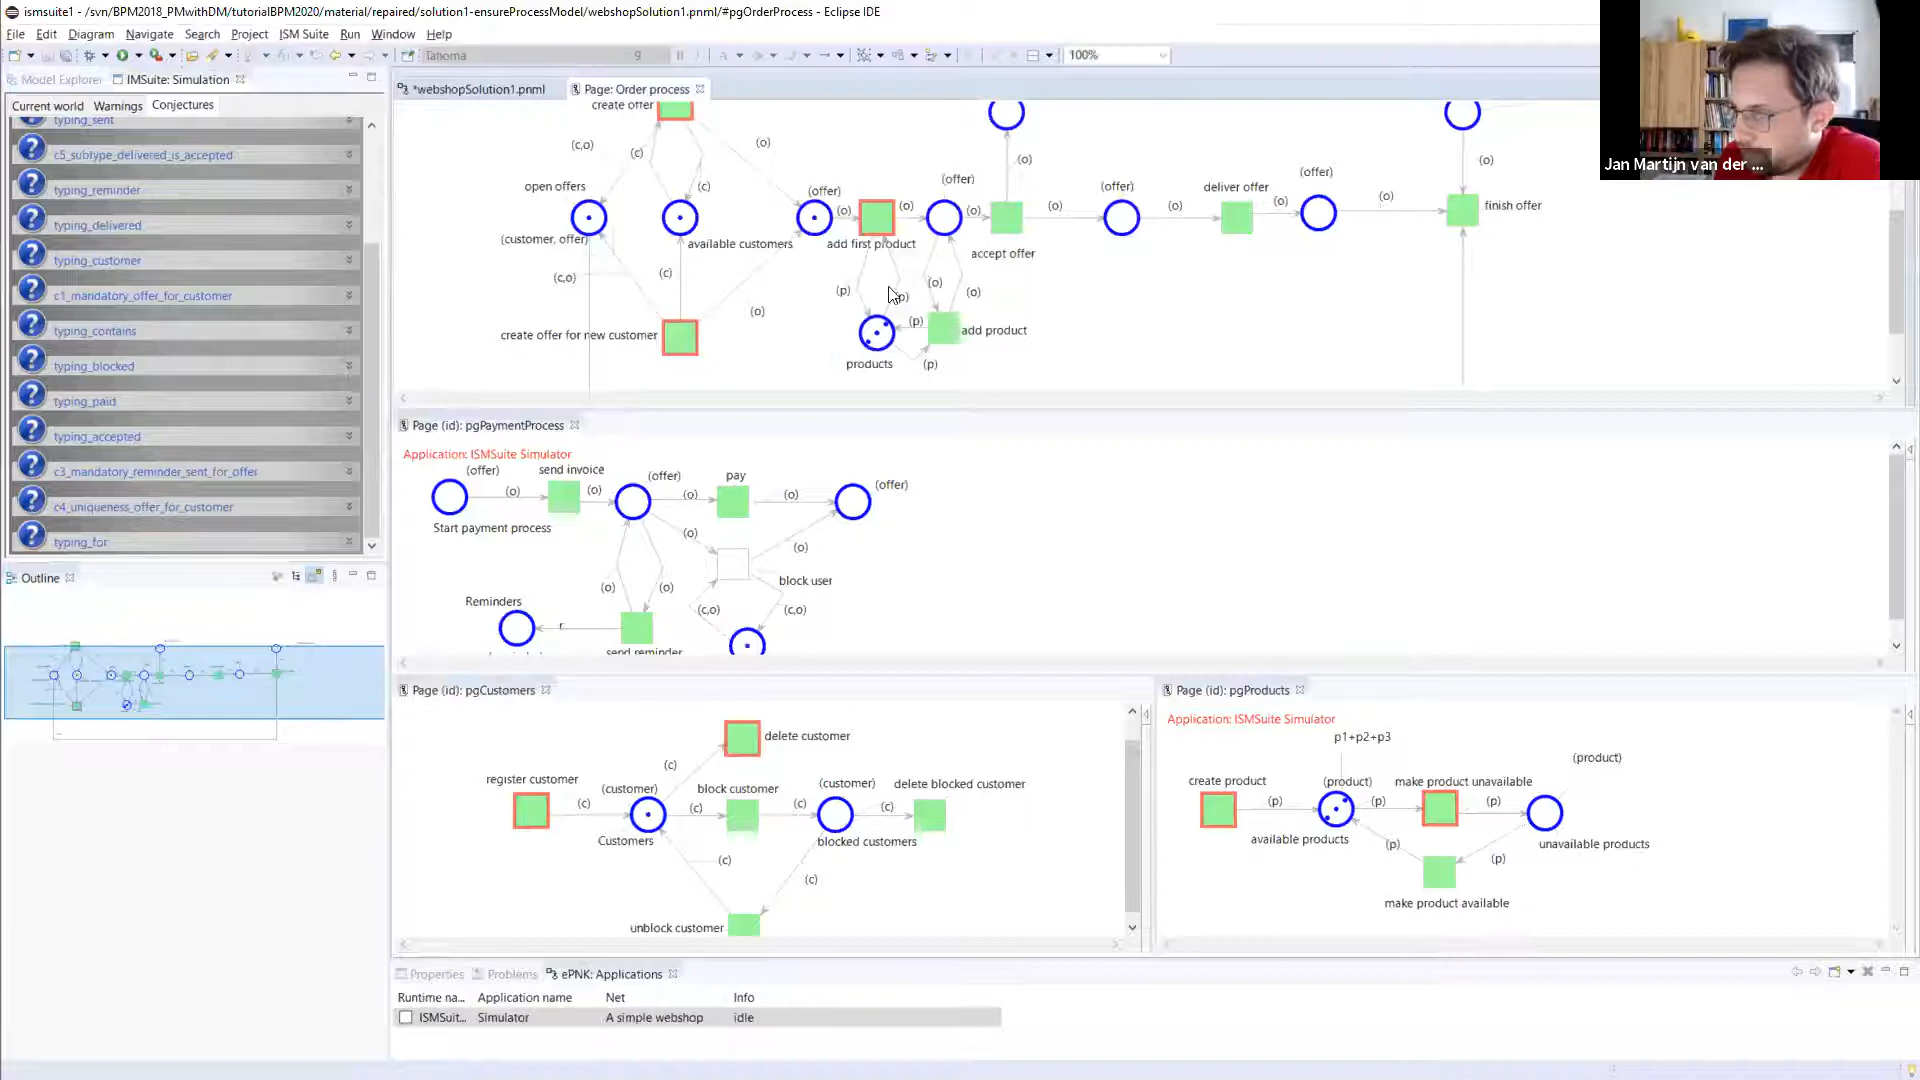 ismsuite1 - /svn/BPM2018_PMwithDM/tutorialBPM2020/material/repaired/solution1-ensureProcessModel/webshopSolution1.pnml/#pgOrderProcess - Eclipse IDE
File Edit Diagram Navigate Search Project ISM Suite Run Window Help
Tahoma 9 100%
Model Explorer IMSuite: Simulation
Current world Warnings Conjectures
typing_sent
c5_subtype_delivered_is_accepted
typing_reminder
typing_delivered
typing_customer
c1_mandatory_offer_for_customer
typing_contains
typing_blocked
typing_paid
typing_accepted
c3_mandatory_reminder_sent_for_offer
c4_uniqueness_offer_for_customer
typing_for
Outline
*webshopSolution1.pnml Page: Order process
create offer
(c,o) (c) (o) (o) (o)
open offers (c) (offer) (offer) (offer) deliver offer (offer)
(o) (o) (o) (o) (o) (o) (o) finish offer
(customer, offer) available customers add first product accept offer
(c,o) (c) (p) (p) (o) (o)
(o)
create offer for new customer (p) add product
products (p)
Page (id): pgPaymentProcess
Application: ISMSuite Simulator
(offer) send invoice (offer) pay (offer)
(o) (o) (o) (o)
Start payment process (o) (o)
block user
Reminders (o) (o) (c,o) (c,o)
r
send reminder
Page (id): pgCustomers
delete customer
(c)
register customer (customer) block customer (customer) delete blocked customer
(c) (c) (c) (c)
Customers blocked customers
(c) (c)
unblock customer
Page (id): pgProducts
Application: ISMSuite Simulator
p1+p2+p3
(product)
create product (product) make product unavailable
(p) (p) (p)
available products (p) (p) unavailable products
make product available
Properties Problems ePNK: Applications
Runtime na... Application name Net Info
ISMSuit... Simulator A simple webshop idle
Jan Martijn van der ...